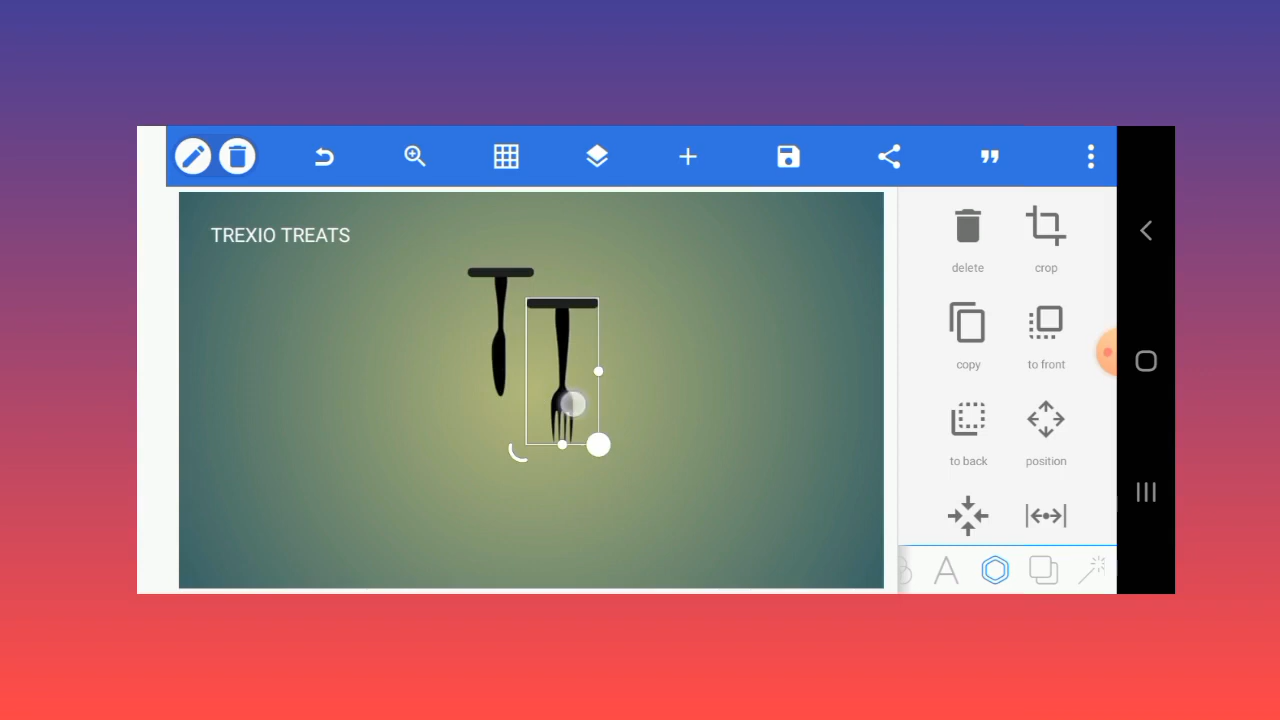 TREXIO TREATS
delete
crop
copy
to front
to back
position